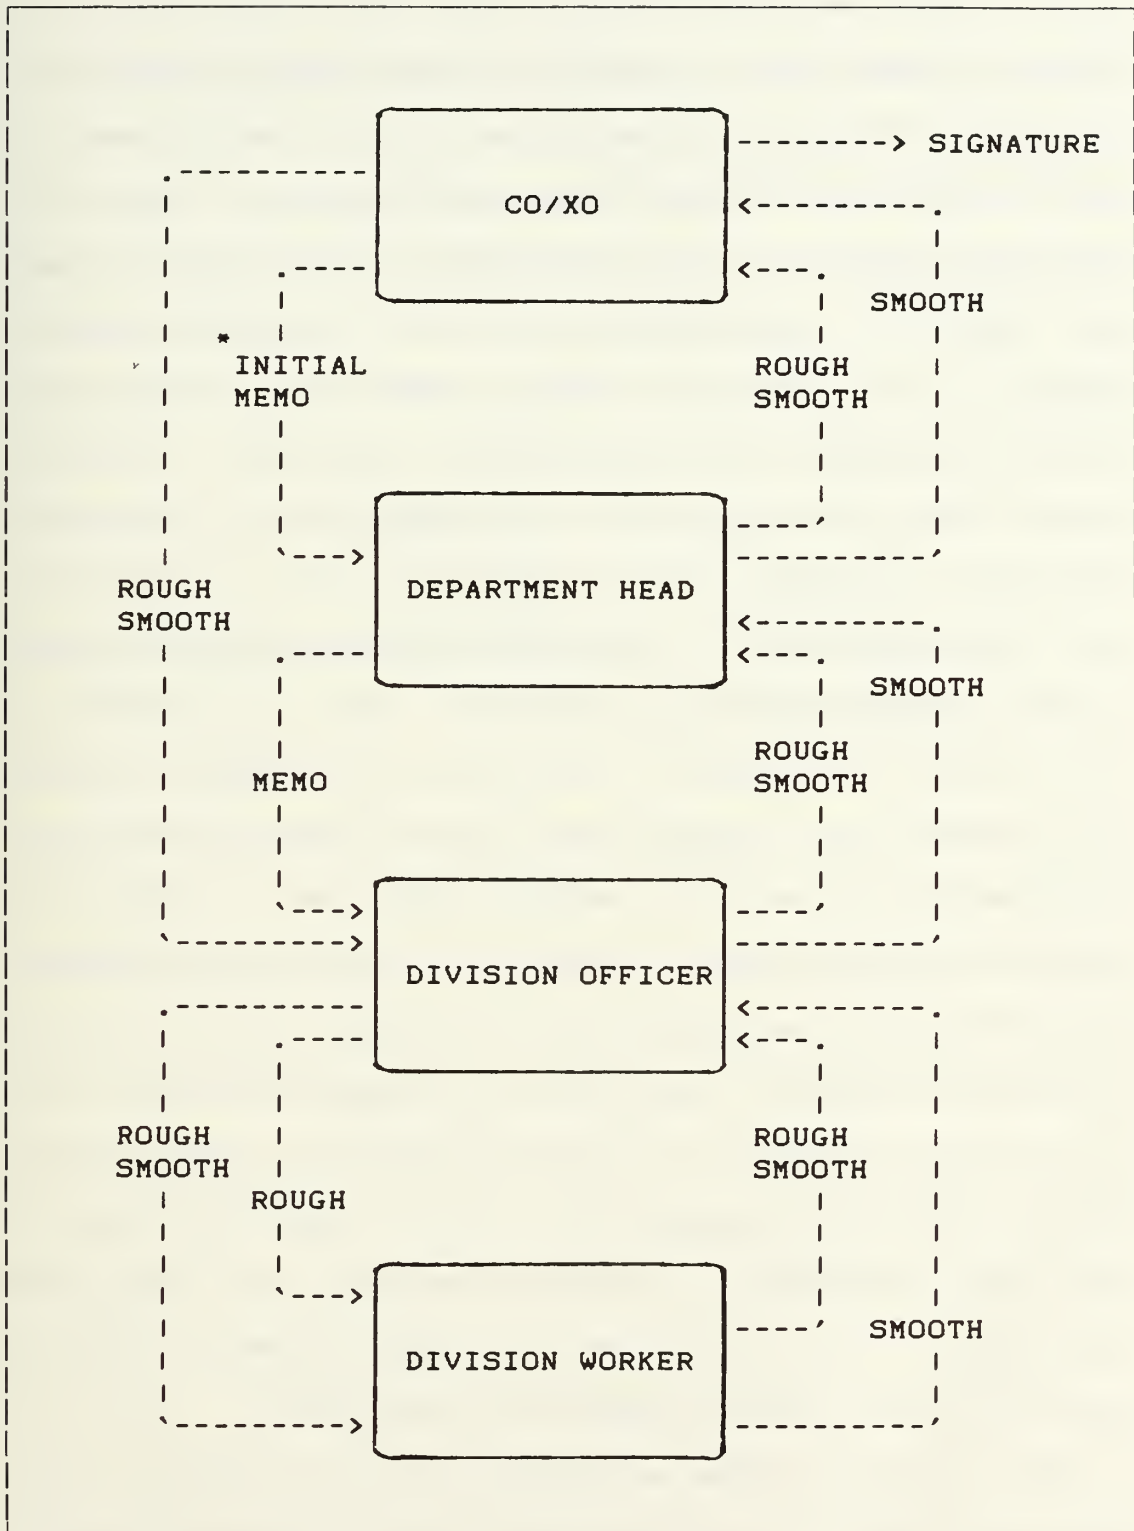 SIGNATURE
CO/XO
SMOOTH
*
INITIAL
MEMO
ROUGH
SMOOTH
ROUGH
SMOOTH
DEPARTMENT HEAD
SMOOTH
MEMO
ROUGH
SMOOTH
DIVISION OFFICER
ROUGH
SMOOTH
ROUGH
ROUGH
SMOOTH
SMOOTH
DIVISION WORKER